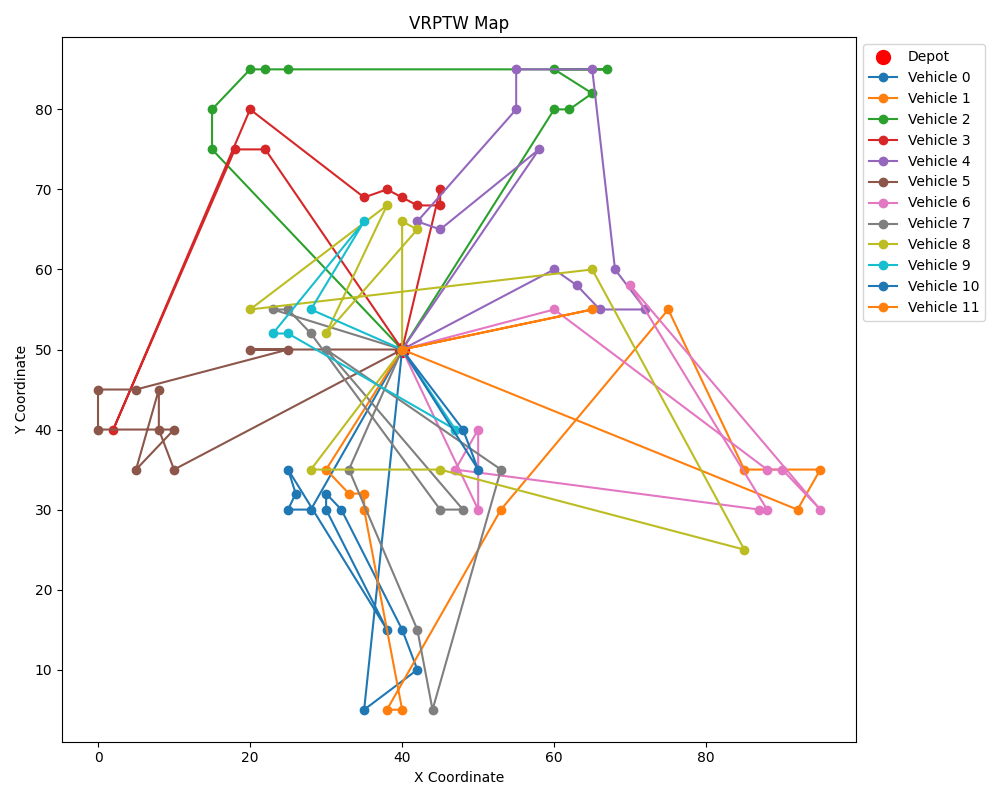 VRPTW Map
Depot
Vehicle 0
Vehicle 1
Vehicle 2
Vehicle 3
Vehicle 4
Vehicle 5
Vehicle 6
Vehicle 7
Vehicle 8
Vehicle 9
Vehicle 10
Vehicle 11
Y Coordinate
80
70
60
50
40
30
20
10
0
20
40
60
80
X Coordinate